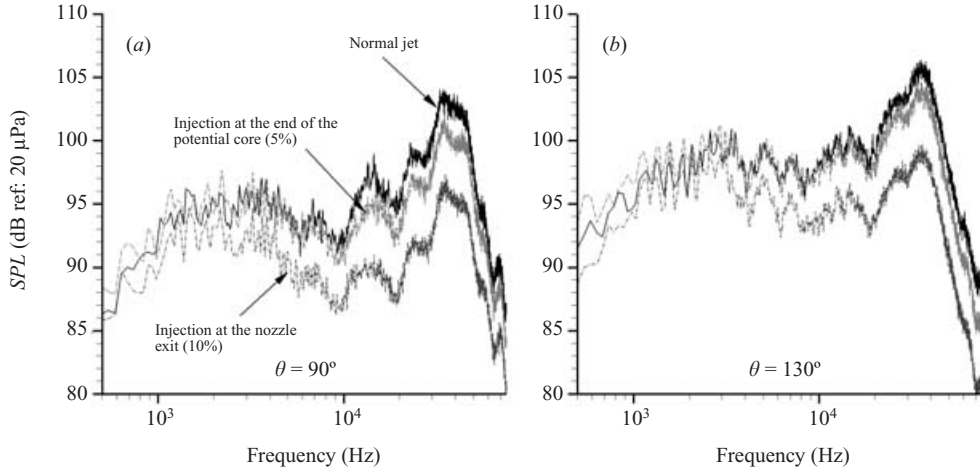 110
105
100
95
90
85
80
SPL (dB ref: 20 μPa)
(a)
Normal jet
Injection at the end of the
potential core (5%)
Injection at the nozzle
exit (10%)
θ = 90º
10³
10⁴
Frequency (Hz)
110
105
100
95
90
85
80
(b)
θ = 130º
10³
10⁴
Frequency (Hz)